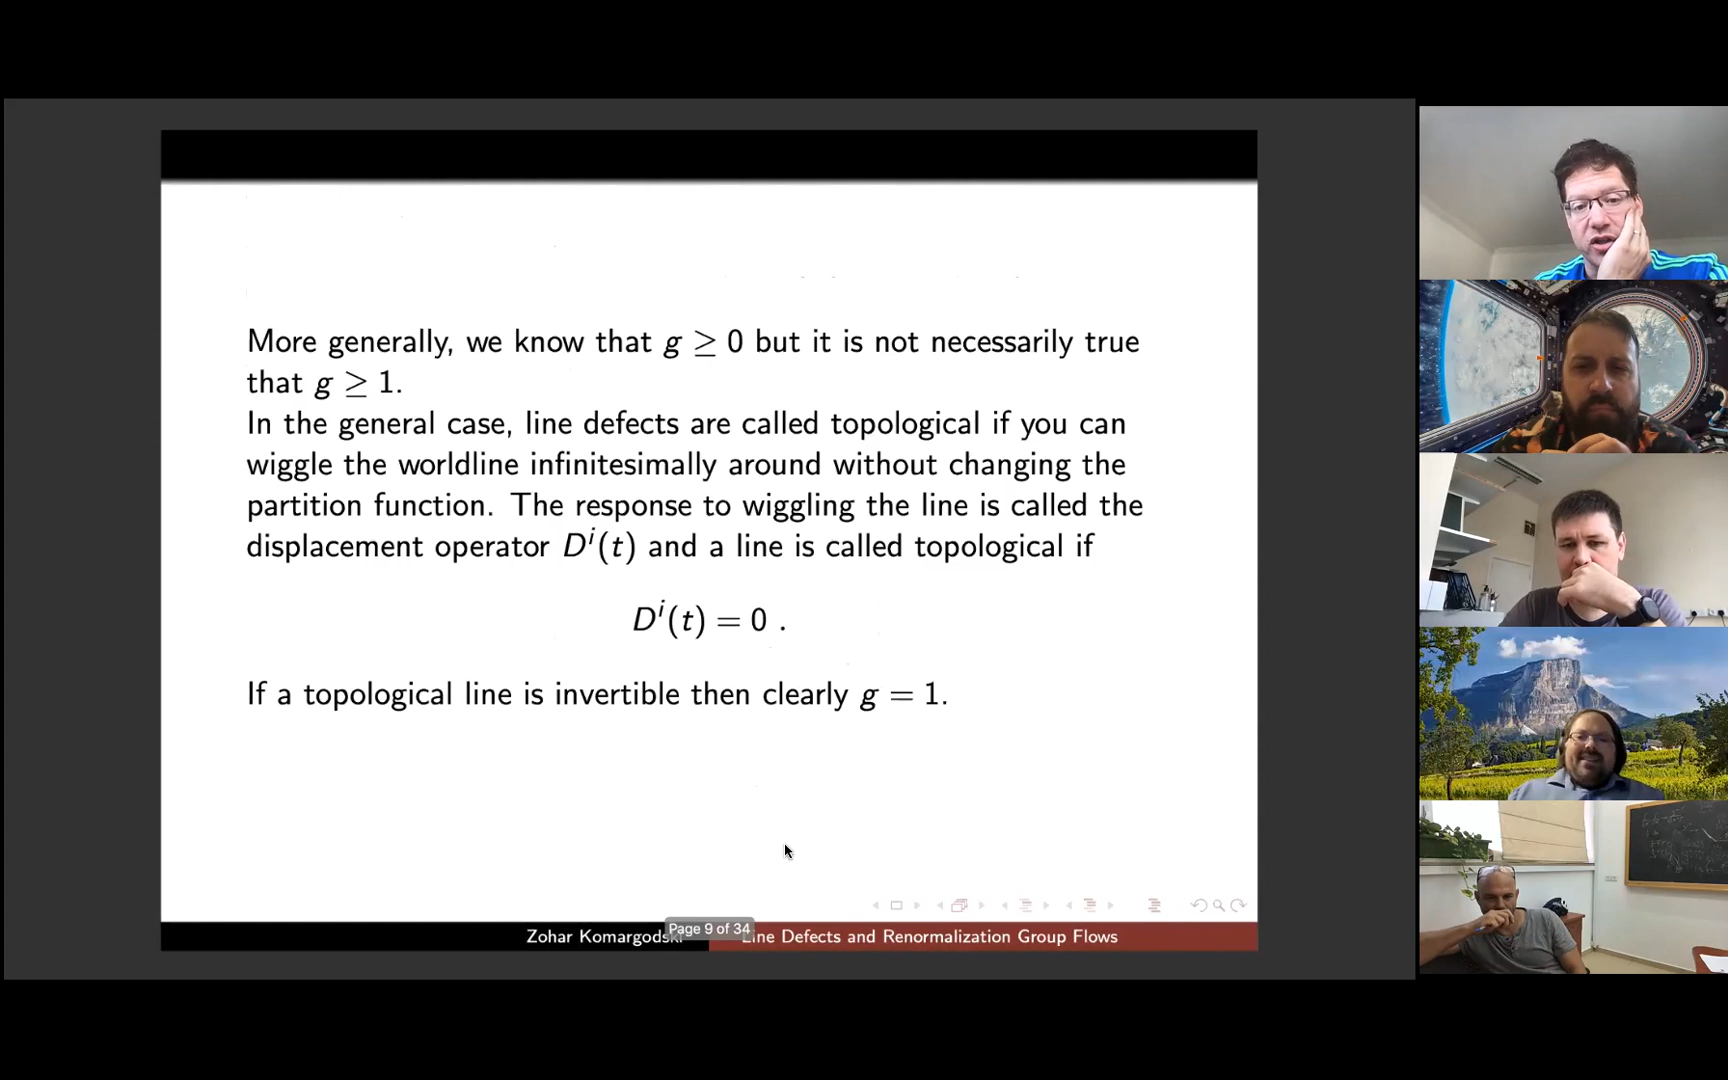 More generally, we know that g ≥ 0 but it is not necessarily true
that g ≥ 1.
In the general case, line defects are called topological if you can
wiggle the worldline infinitesimally around without changing the
partition function. The response to wiggling the line is called the
displacement operator Dⁱ(t) and a line is called topological if
Dⁱ(t) = 0 .
If a topological line is invertible then clearly g = 1.
Page 9 of 34
Zohar Komargodski
Line Defects and Renormalization Group Flows